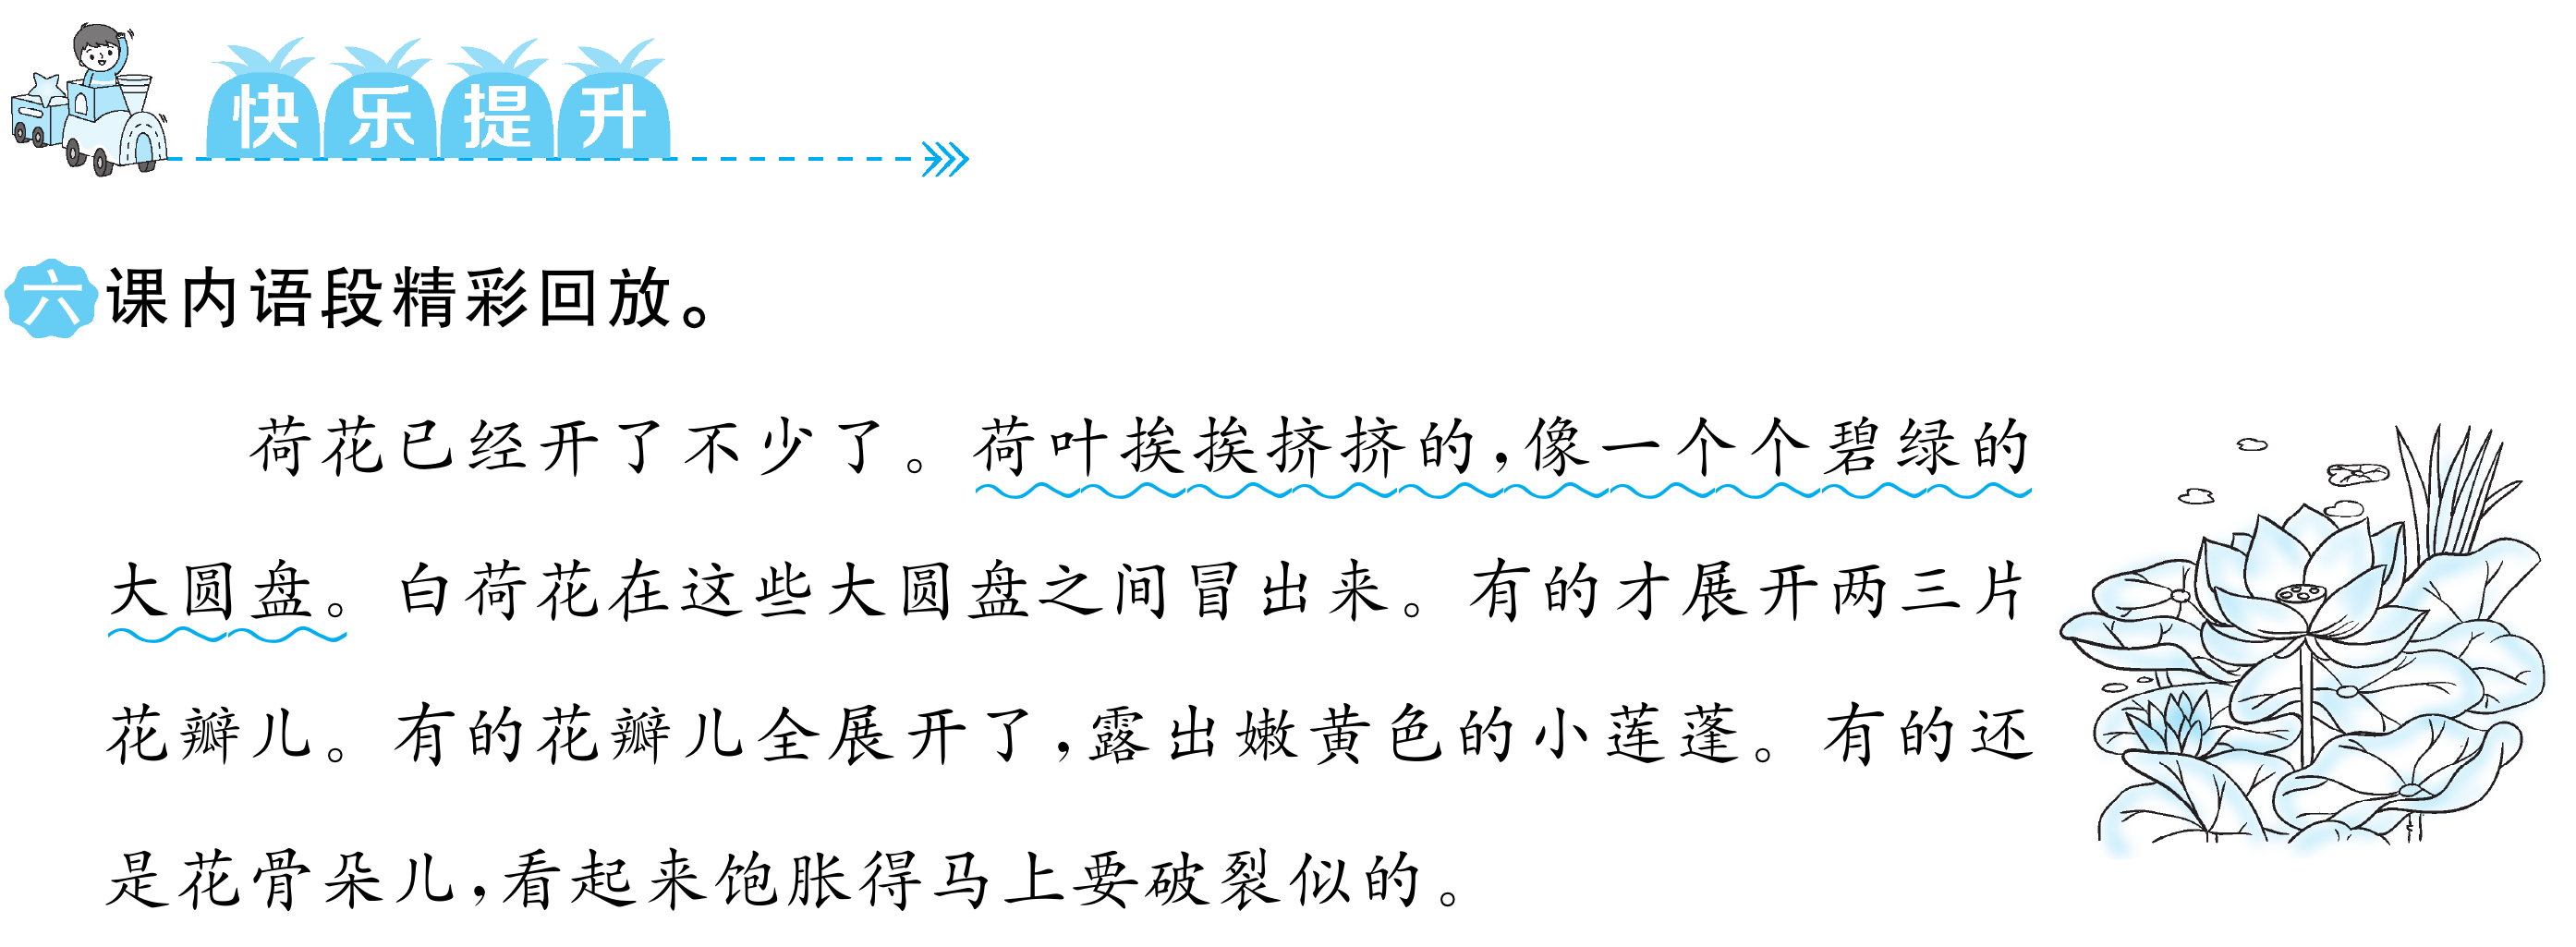 快乐提升
六 课内语段精彩回放。
荷花已经开了不少了。荷叶挨挨挤挤的,像一个个碧绿的
大圆盘。白荷花在这些大圆盘之间冒出来。有的才展开两三片
花瓣儿。有的花瓣儿全展开了,露出嫩黄色的小莲蓬。有的还
是花骨朵儿,看起来饱胀得马上要破裂似的。